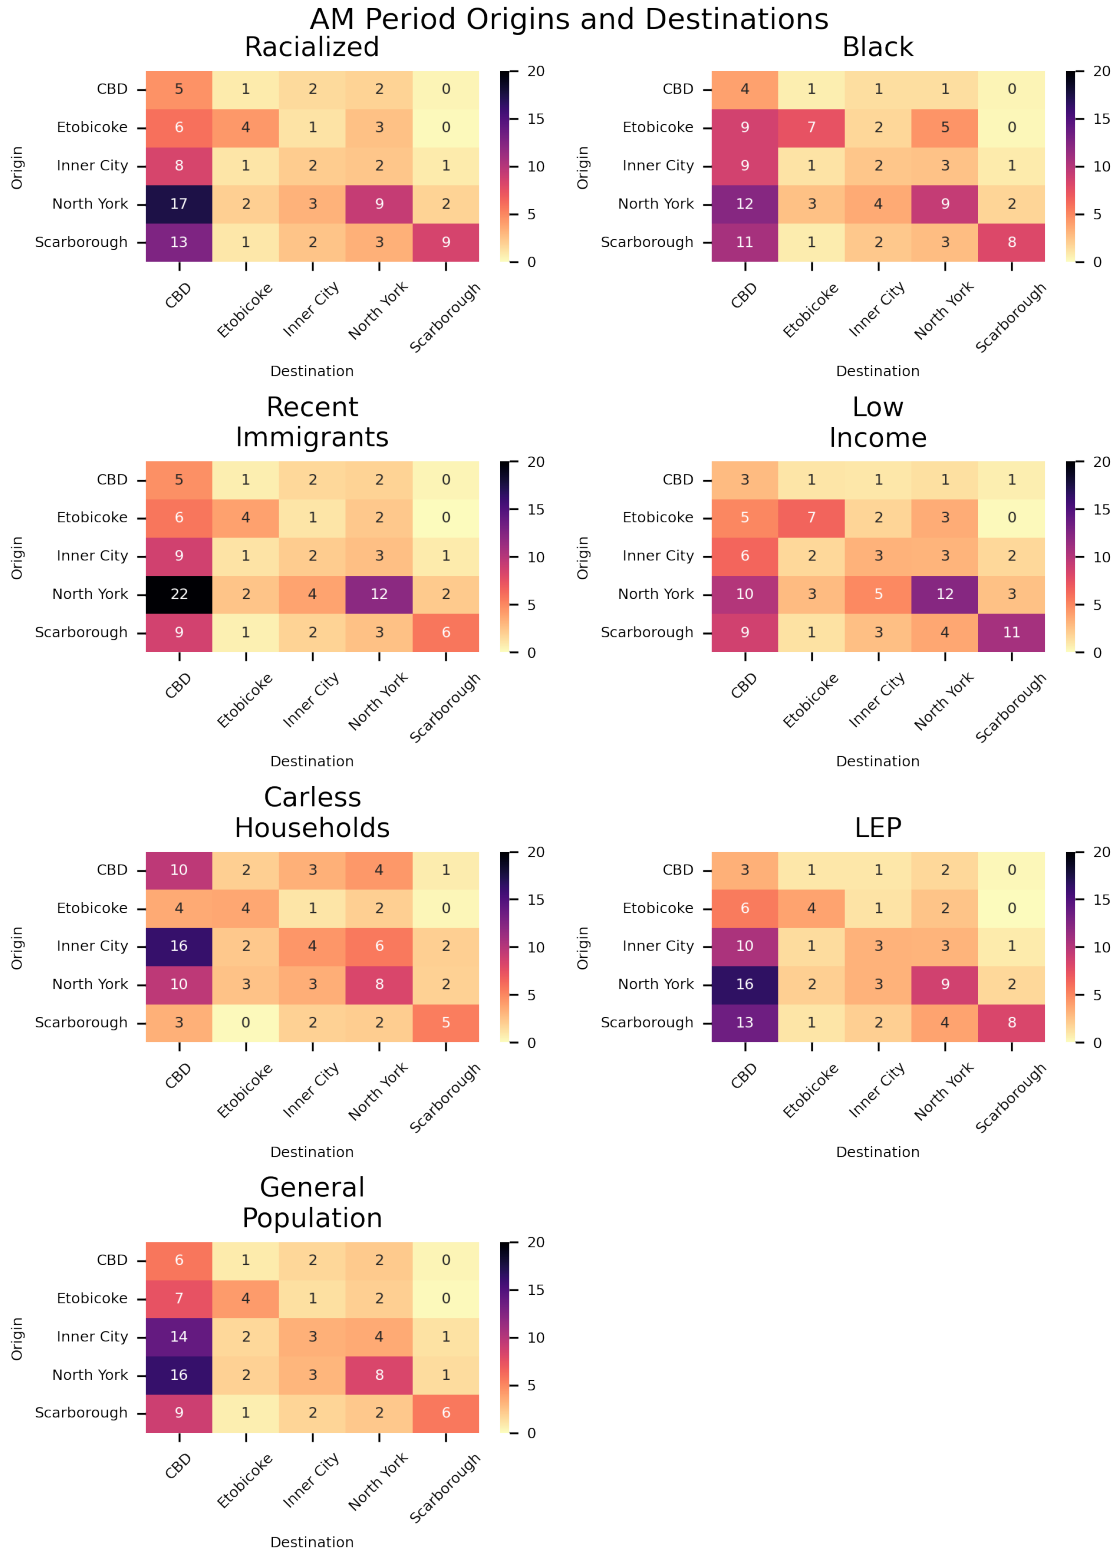 AM Period Origins and Destinations
Racialized
Origin
CBD 5 1 2 2 0
Etobicoke 6 4 1 3 0
Inner City 8 1 2 2 1
North York 17 2 3 9 2
Scarborough 13 1 2 3 9
CBD Etobicoke Inner City North York Scarborough
Destination
20
15
10
5
0
Black
Origin
CBD 4 1 1 1 0
Etobicoke 9 7 2 5 0
Inner City 9 1 2 3 1
North York 12 3 4 9 2
Scarborough 11 1 2 3 8
CBD Etobicoke Inner City North York Scarborough
Destination
20
15
10
5
0
Recent
Immigrants
Origin
CBD 5 1 2 2 0
Etobicoke 6 4 1 2 0
Inner City 9 1 2 3 1
North York 22 2 4 12 2
Scarborough 9 1 2 3 6
CBD Etobicoke Inner City North York Scarborough
Destination
20
15
10
5
0
Low
Income
Origin
CBD 3 1 1 1 1
Etobicoke 5 7 2 3 0
Inner City 6 2 3 3 2
North York 10 3 5 12 3
Scarborough 9 1 3 4 11
CBD Etobicoke Inner City North York Scarborough
Destination
20
15
10
5
0
Carless
Households
Origin
CBD 10 2 3 4 1
Etobicoke 4 4 1 2 0
Inner City 16 2 4 6 2
North York 10 3 3 8 2
Scarborough 3 0 2 2 5
CBD Etobicoke Inner City North York Scarborough
Destination
20
15
10
5
0
LEP
Origin
CBD 3 1 1 2 0
Etobicoke 6 4 1 2 0
Inner City 10 1 3 3 1
North York 16 2 3 9 2
Scarborough 13 1 2 4 8
CBD Etobicoke Inner City North York Scarborough
Destination
20
15
10
5
0
General
Population
Origin
CBD 6 1 2 2 0
Etobicoke 7 4 1 2 0
Inner City 14 2 3 4 1
North York 16 2 3 8 1
Scarborough 9 1 2 2 6
CBD Etobicoke Inner City North York Scarborough
Destination
20
15
10
5
0